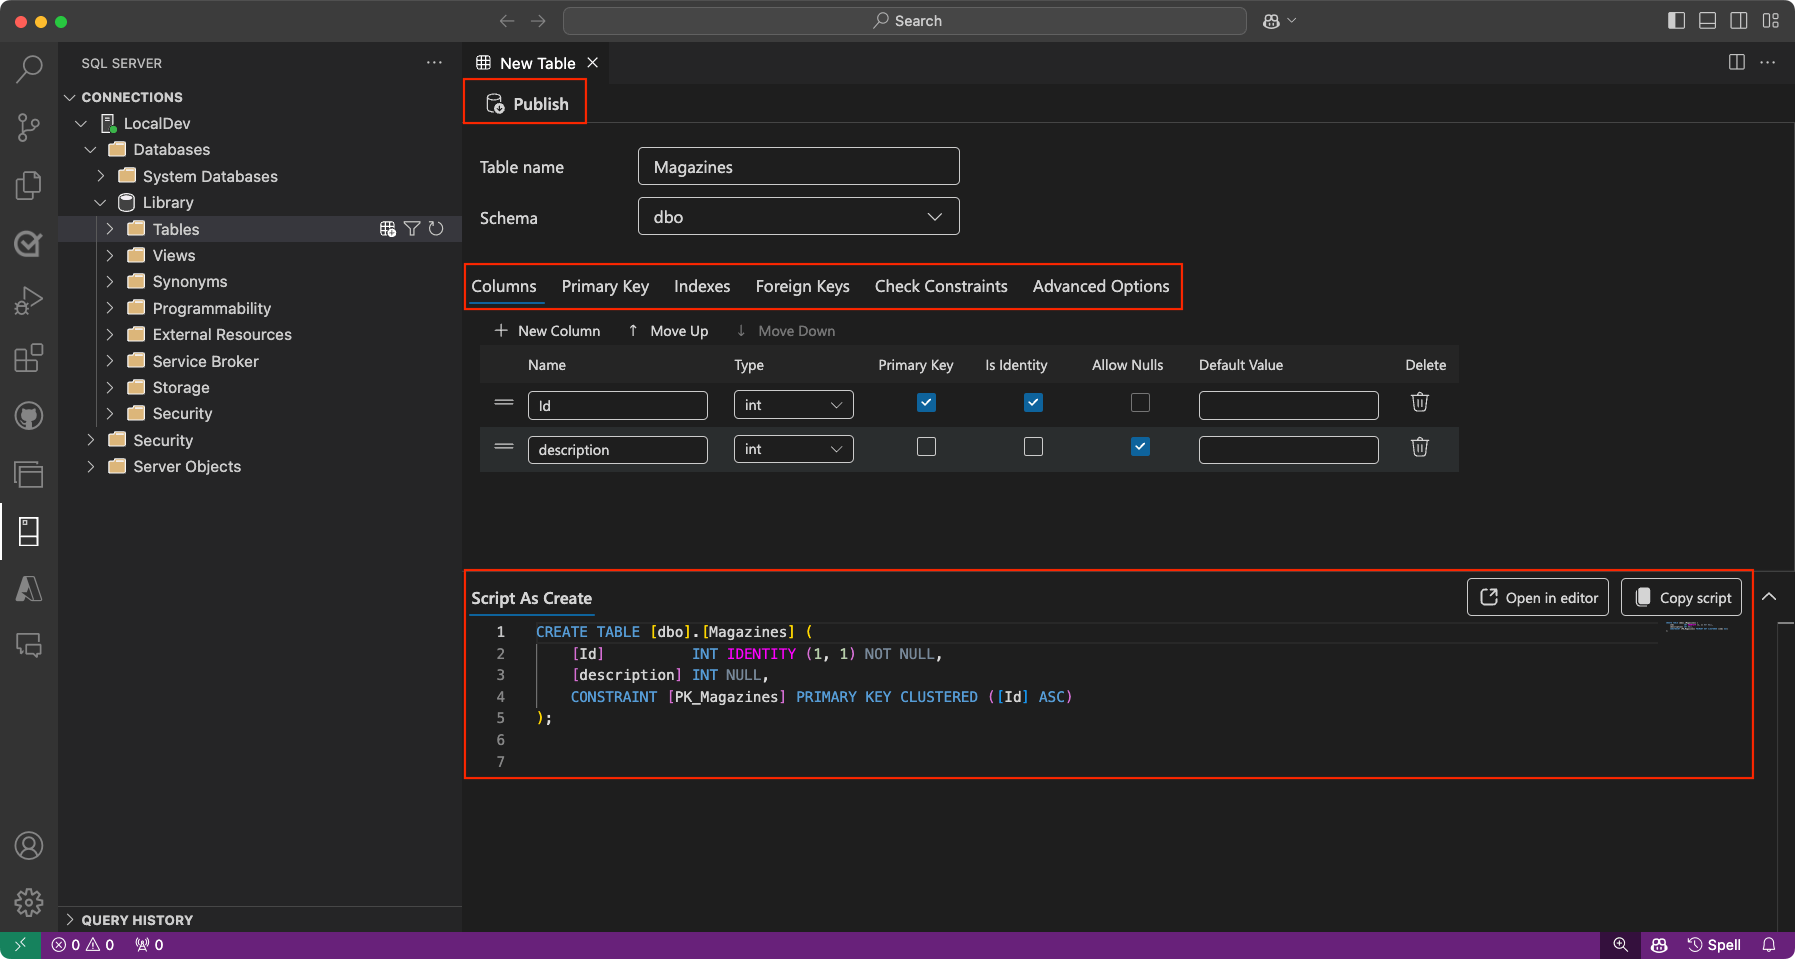 Search
SQL SERVER
CONNECTIONS
LocalDev
Databases
System Databases
Library
Tables
Views
Synonyms
Programmability
External Resources
Service Broker
Storage
Security
Security
Server Objects
QUERY HISTORY
New Table
Publish
Table name Magazines
Schema dbo
Columns Primary Key Indexes Foreign Keys Check Constraints Advanced Options
New Column Move Up Move Down
Name Type Primary Key Is Identity Allow Nulls Default Value Delete
Id int
description int
Script As Create Open in editor Copy script
1 CREATE TABLE [dbo].[Magazines] (
2 [Id] INT IDENTITY (1, 1) NOT NULL,
3 [description] INT NULL,
4 CONSTRAINT [PK_Magazines] PRIMARY KEY CLUSTERED ([Id] ASC)
5 );
6
7
0 0 0 Spell